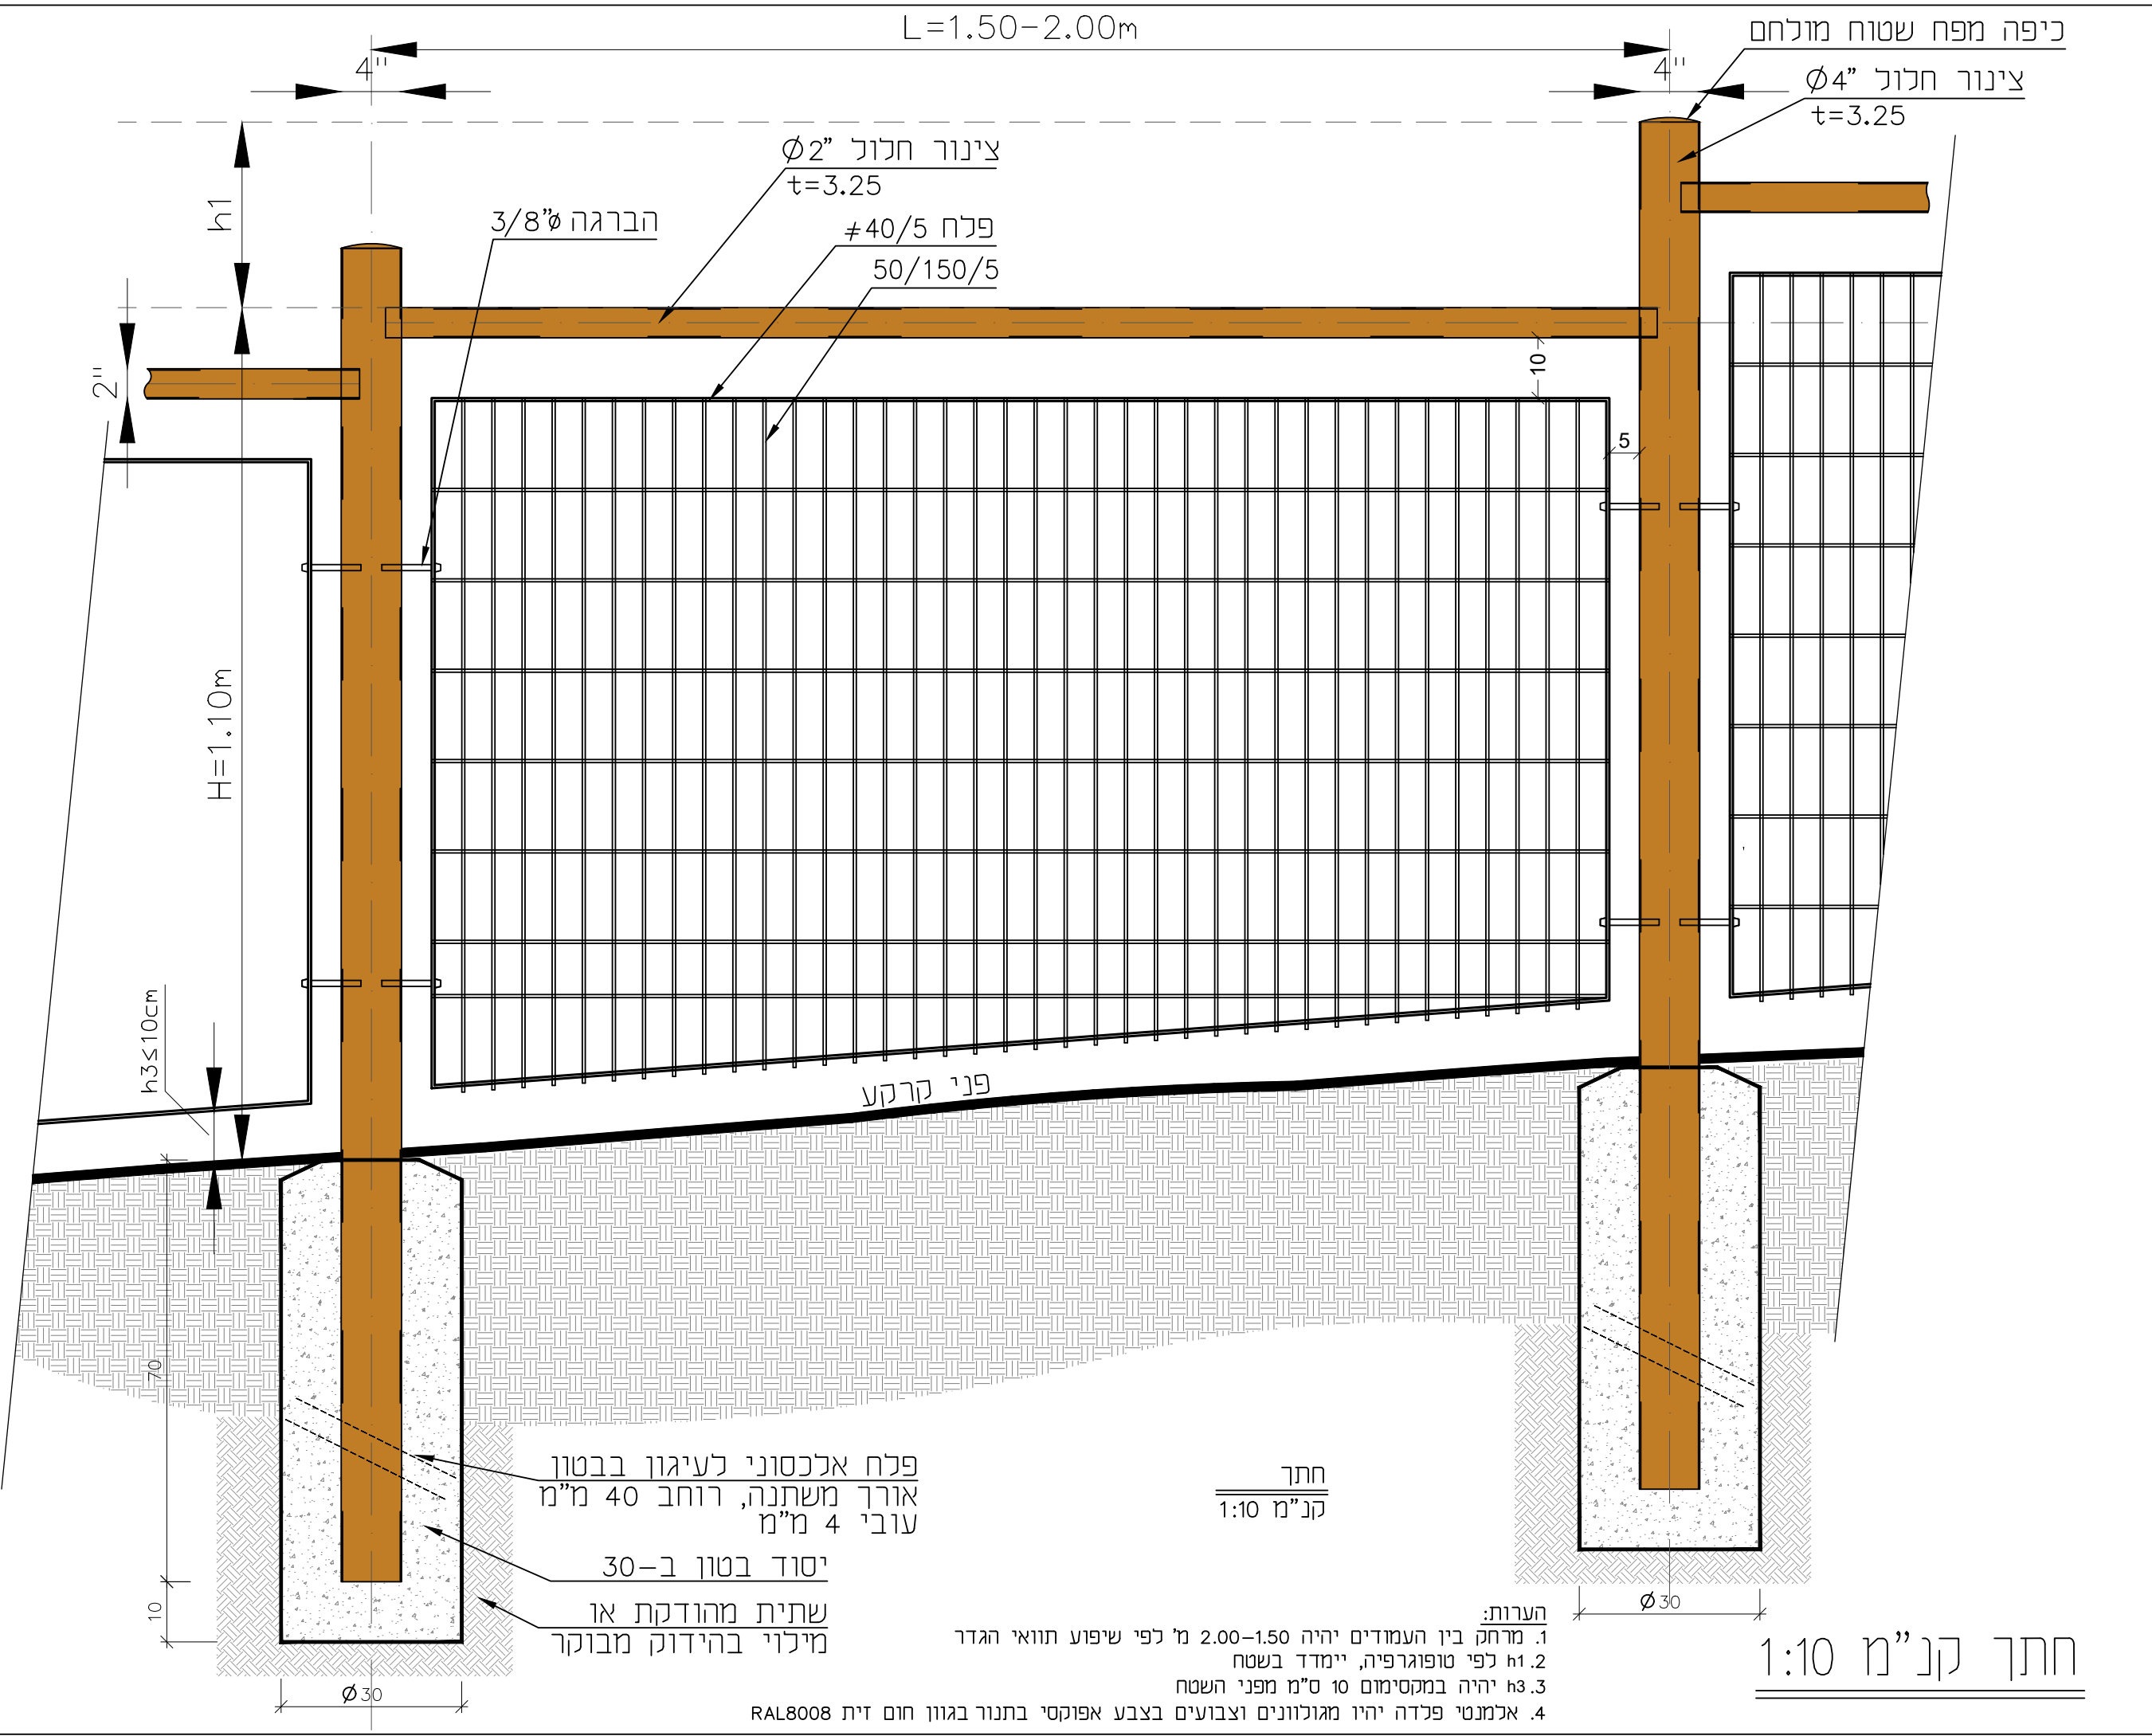 L=1.50-2.00m
4"
4"
כיפה מפח שטוח מולחם
צינור חלול Ø4”
t=3.25
צינור חלול Ø2”
t=3.25
הברגה 3/8”Ø
פלח ≠40/5
50/150/5
h1
2"
10
5
H=1.10m
h3≤10cm
פני קרקע
70
10
פלח אלכסוני לעיגון בבטון
אורך משתנה, רוחב 40 מ”מ
עובי 4 מ”מ
יסוד בטון ב-30
שתית מהודקת או
מילוי בהידוק מבוקר
Ø30
Ø30
חתך
קנ”מ 1:10
הערות:
1. מרחק בין העמודים יהיה 2.00-1.50 מ' לפי שיפוע תוואי הגדר
2. h1 לפי טופוגרפיה, יימדד בשטח
3. h3 יהיה במקסימום 10 ס”מ מפני השטח
4. אלמנטי פלדה יהיו מגולוונים וצבועים בצבע אפוקסי בתנור בגוון חום זית RAL8008
חתך קנ”מ 1:10